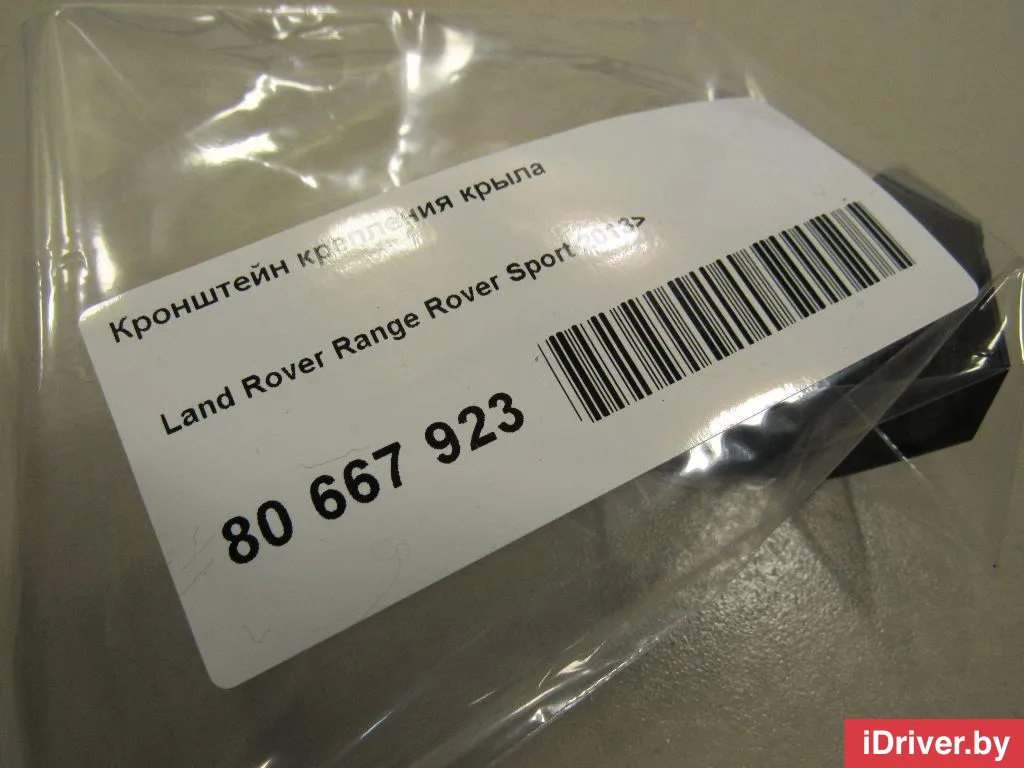 Кронштейн крепления крыла
Land Rover Range Rover Sport 2013>
80 667 923
iDriver.by